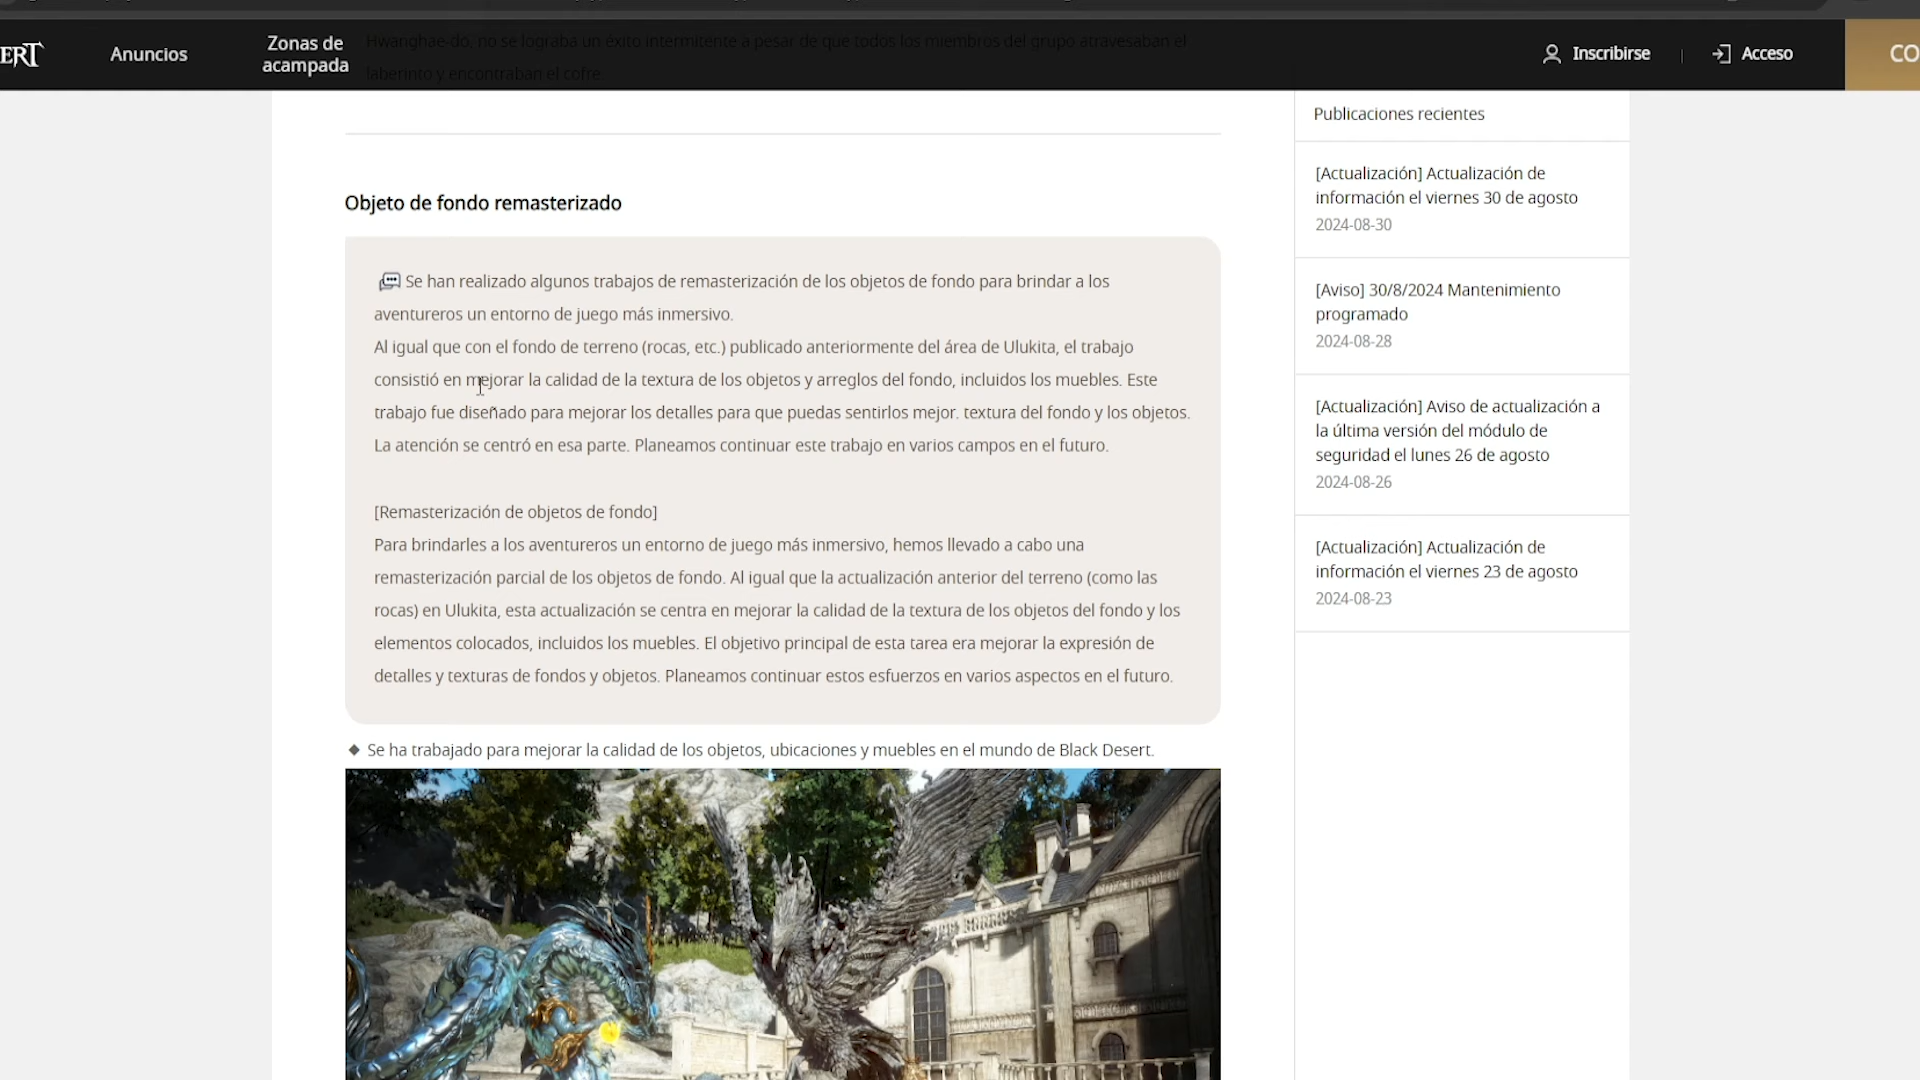 ERT
Anuncios
Zonas de
acampada
Hwanghae-do, no se lograba un éxito intermitente a pesar de que todos los miembros del grupo atravesaban el
laberinto y encontraban el cofre
Inscribirse
Acceso
CO
Objeto de fondo remasterizado
Se han realizado algunos trabajos de remasterización de los objetos de fondo para brindar a los
aventureros un entorno de juego más inmersivo.
Al igual que con el fondo de terreno (rocas, etc.) publicado anteriormente del área de Ulukita, el trabajo
consistió en mejorar la calidad de la textura de los objetos y arreglos del fondo, incluidos los muebles. Este
trabajo fue diseñado para mejorar los detalles para que puedas sentirlos mejor. textura del fondo y los objetos.
La atención se centró en esa parte. Planeamos continuar este trabajo en varios campos en el futuro.
[Remasterización de objetos de fondo]
Para brindarles a los aventureros un entorno de juego más inmersivo, hemos llevado a cabo una
remasterización parcial de los objetos de fondo. Al igual que la actualización anterior del terreno (como las
rocas) en Ulukita, esta actualización se centra en mejorar la calidad de la textura de los objetos del fondo y los
elementos colocados, incluidos los muebles. El objetivo principal de esta tarea era mejorar la expresión de
detalles y texturas de fondos y objetos. Planeamos continuar estos esfuerzos en varios aspectos en el futuro.
◆ Se ha trabajado para mejorar la calidad de los objetos, ubicaciones y muebles en el mundo de Black Desert.
Publicaciones recientes
[Actualización] Actualización de
información el viernes 30 de agosto
2024-08-30
[Aviso] 30/8/2024 Mantenimiento
programado
2024-08-28
[Actualización] Aviso de actualización a
la última versión del módulo de
seguridad el lunes 26 de agosto
2024-08-26
[Actualización] Actualización de
información el viernes 23 de agosto
2024-08-23